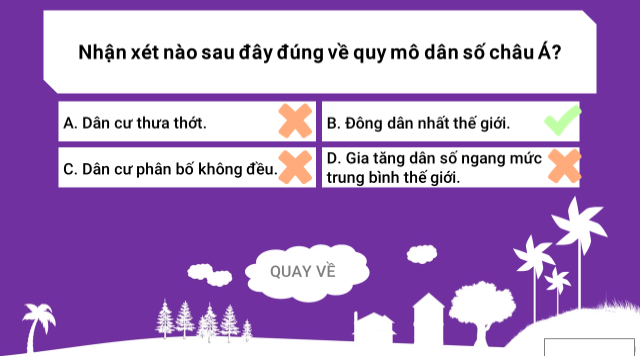 Nhận xét nào sau đây đúng về quy mô dân số châu Á?
A. Dân cư thưa thớt.
B. Đông dân nhất thế giới.
C. Dân cư phân bố không đều.
D. Gia tăng dân số ngang mức
trung bình thế giới.
QUAY VỀ